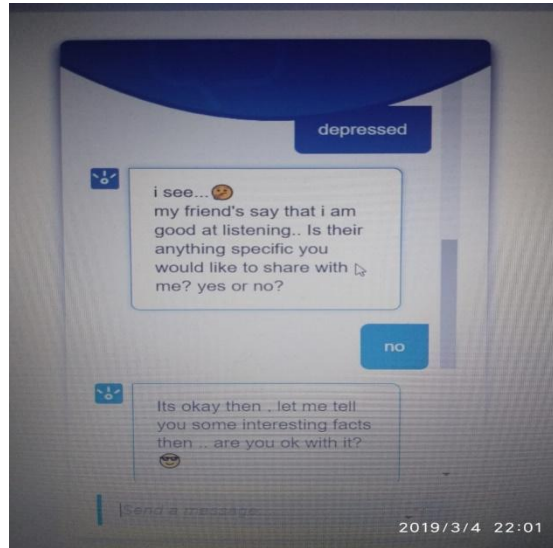 depressed
i see...🤔
my friend's say that i am
good at listening.. Is their
anything specific you
would like to share with
me? yes or no?
no
Its okay then , let me tell
you some interesting facts
then .. are you ok with it?
😎
Send a message
2019/3/4 22:01